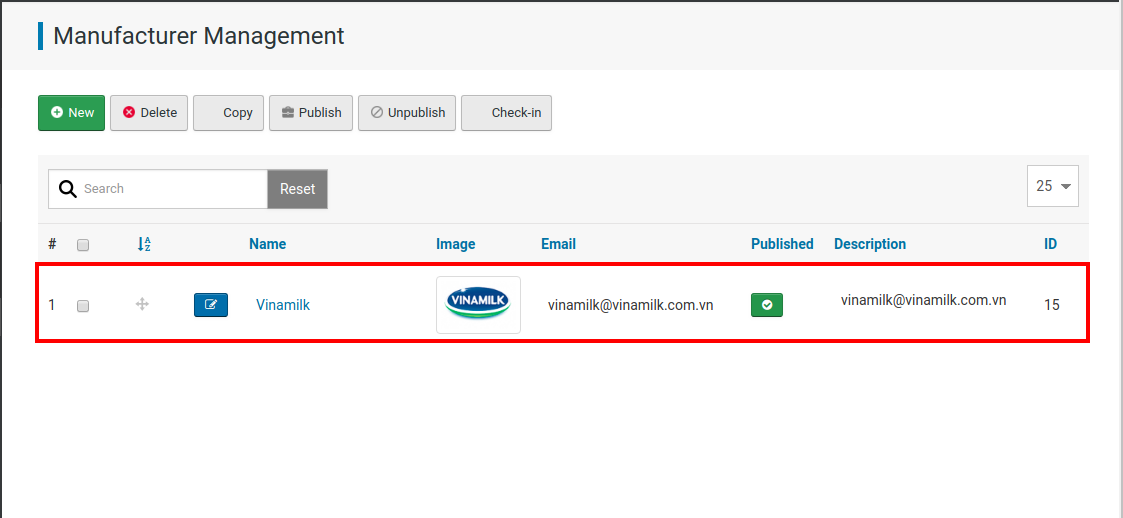 Manufacturer Management
New Delete Copy Publish Unpublish Check-in
Search Reset 25
# Name Image Email Published Description ID
1 Vinamilk VINAMILK vinamilk@vinamilk.com.vn vinamilk@vinamilk.com.vn 15